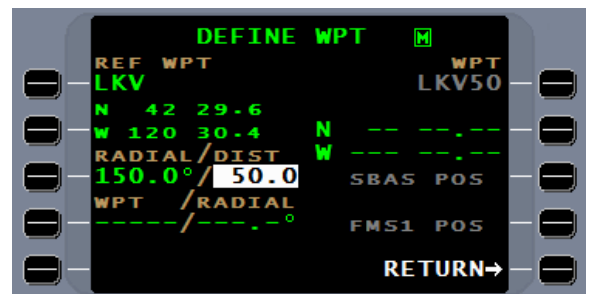 DEFINE WPT M
REF WPT WPT
LKV LKV50
N 42 29.6
W 120 30.4 N -- --.--
RADIAL/DIST W --- --.--
150.0°/ 50.0 SBAS POS
WPT /RADIAL
-----/---.-° FMS1 POS
RETURN→